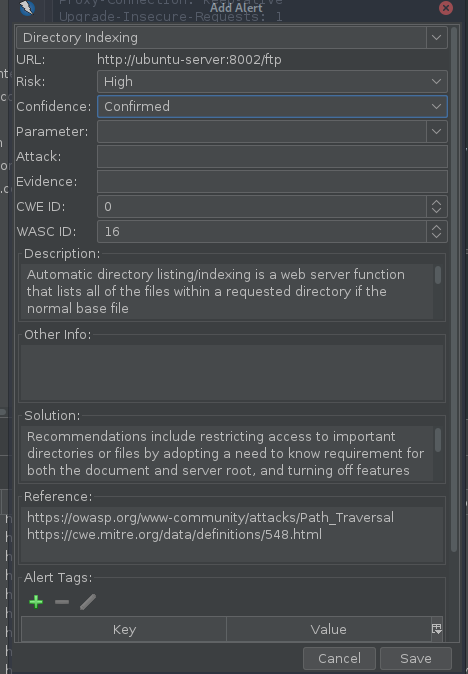 Proxy-Connection: keep-alive
Add Alert
Upgrade-Insecure-Requests: 1
Directory Indexing
URL: http://ubuntu-server:8002/ftp
Risk: High
Confidence: Confirmed
Parameter:
Attack:
Evidence:
CWE ID: 0
WASC ID: 16
Description:
Automatic directory listing/indexing is a web server function
that lists all of the files within a requested directory if the
normal base file
Other Info:
Solution:
Recommendations include restricting access to important
directories or files by adopting a need to know requirement for
both the document and server root, and turning off features
Reference:
https://owasp.org/www-community/attacks/Path_Traversal
https://cwe.mitre.org/data/definitions/548.html
Alert Tags:
Key Value
Cancel Save